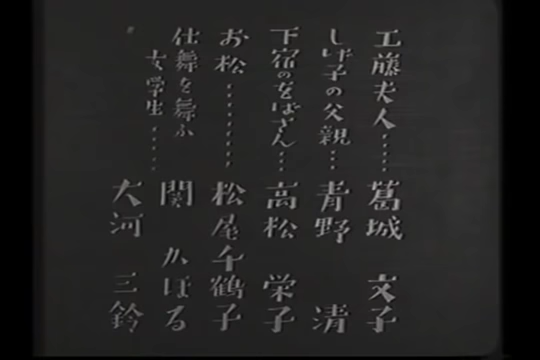 工藤夫人……葛城 文子
しげ子の父親…青野 清
下宿のをばさん…高松 栄子
お松………松尾千鶴子
仕舞を舞ふ女学生……関 かほる
大河 三鈴